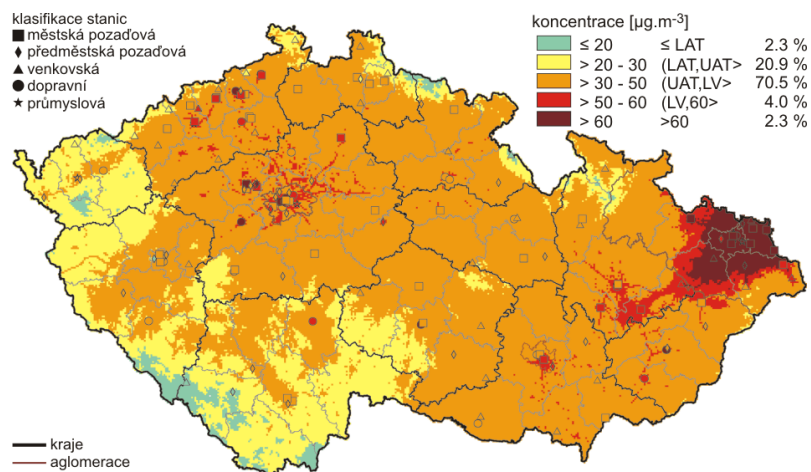 klasifikace stanic
městská pozaďová
předměstská pozaďová
venkovská
dopravní
průmyslová
koncentrace [µg.m-³]
≤ 20 ≤ LAT 2.3 %
> 20 - 30 (LAT,UAT> 20.9 %
> 30 - 50 (UAT,LV> 70.5 %
> 50 - 60 (LV,60> 4.0 %
> 60 >60 2.3 %
kraje
aglomerace